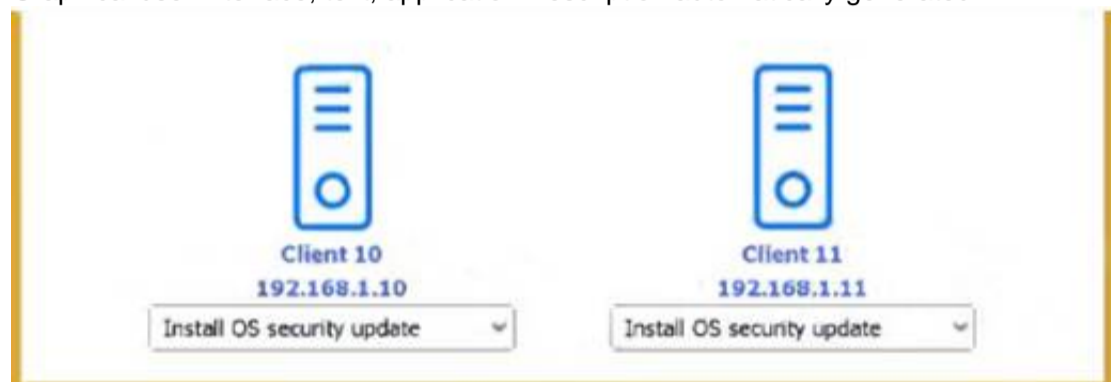 Client 10
192.168.1.10
Install OS security update
Client 11
192.168.1.11
Install OS security update